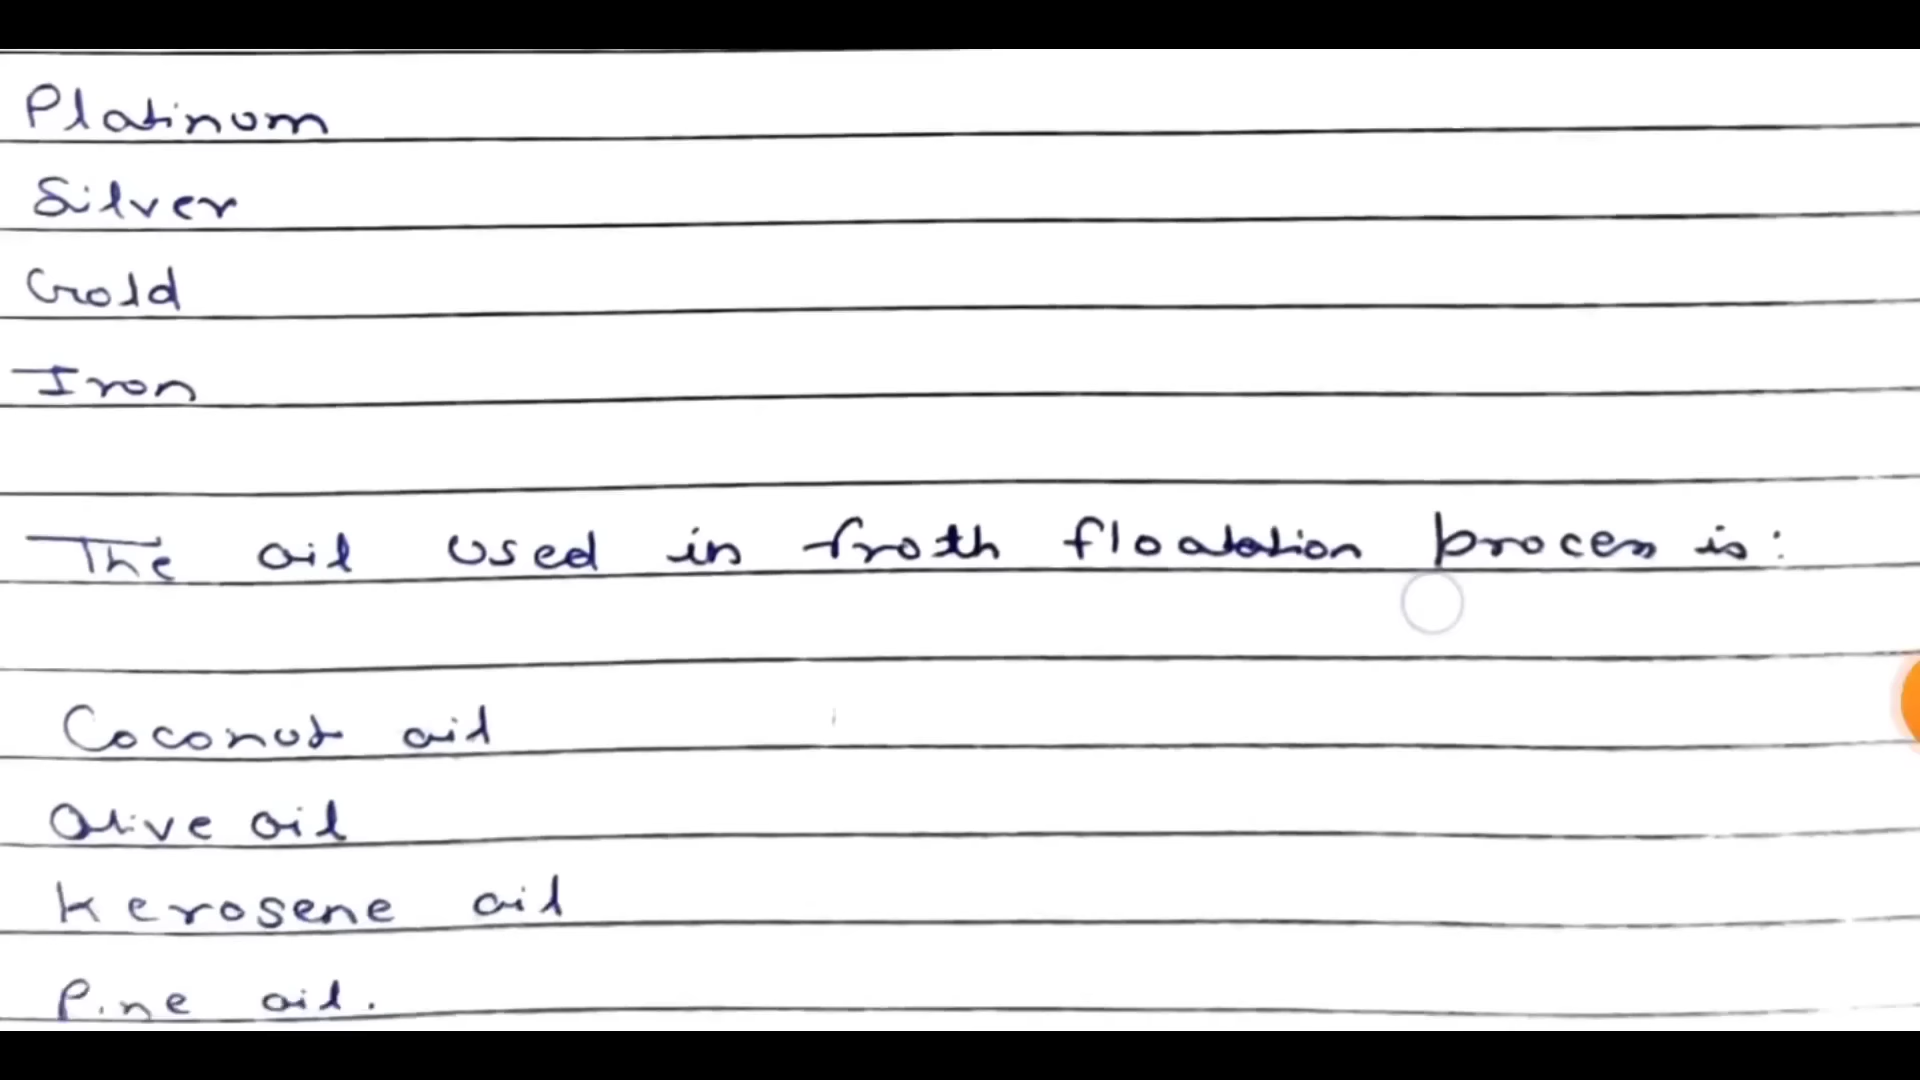 Platinum
Silver
Gold
Iron
The oil used in froth floatation process is:
Coconut oil
Olive oil
Kerosene oil
Pine oil.